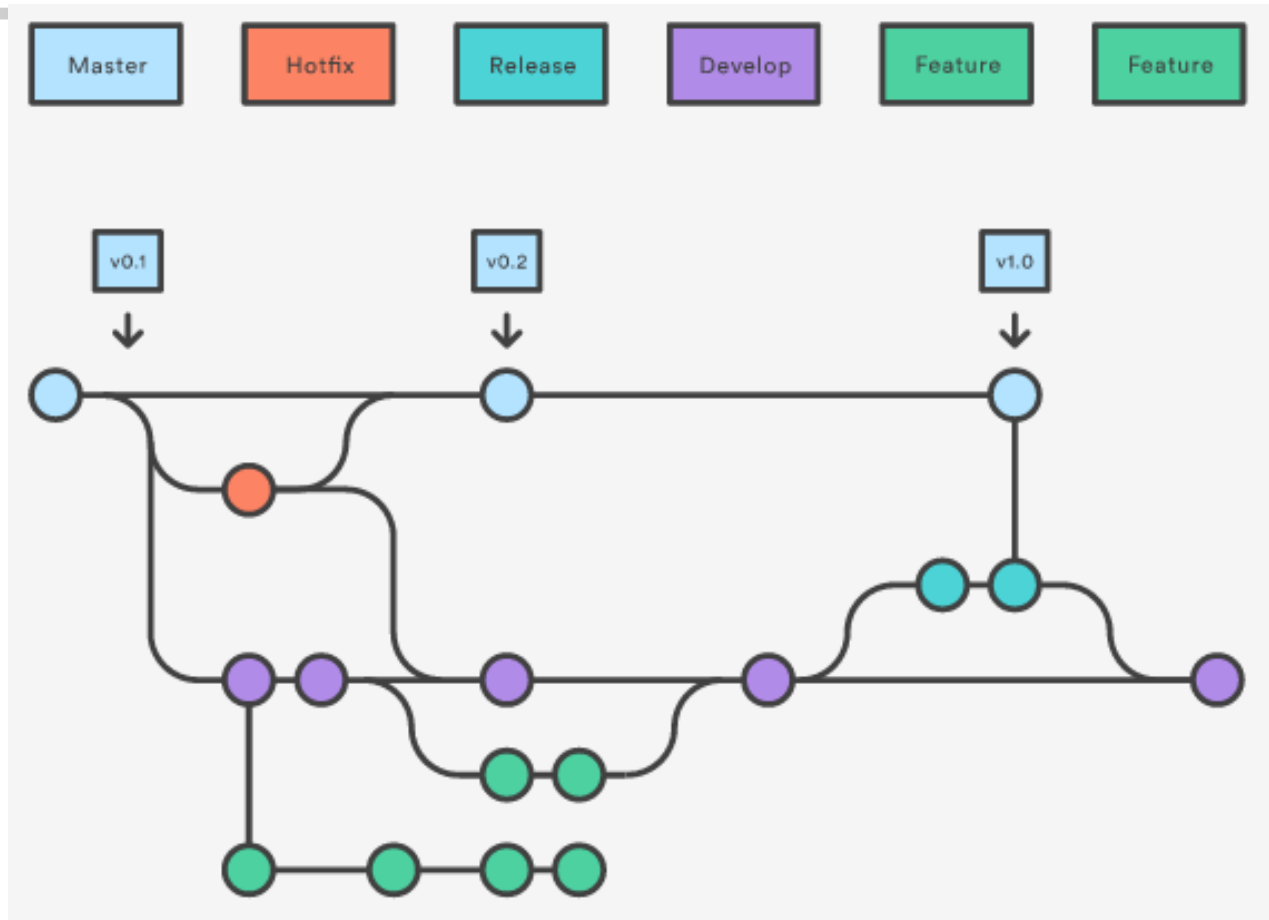 Master
Hotfix
Release
Develop
Feature
Feature
v0.1
v0.2
v1.0